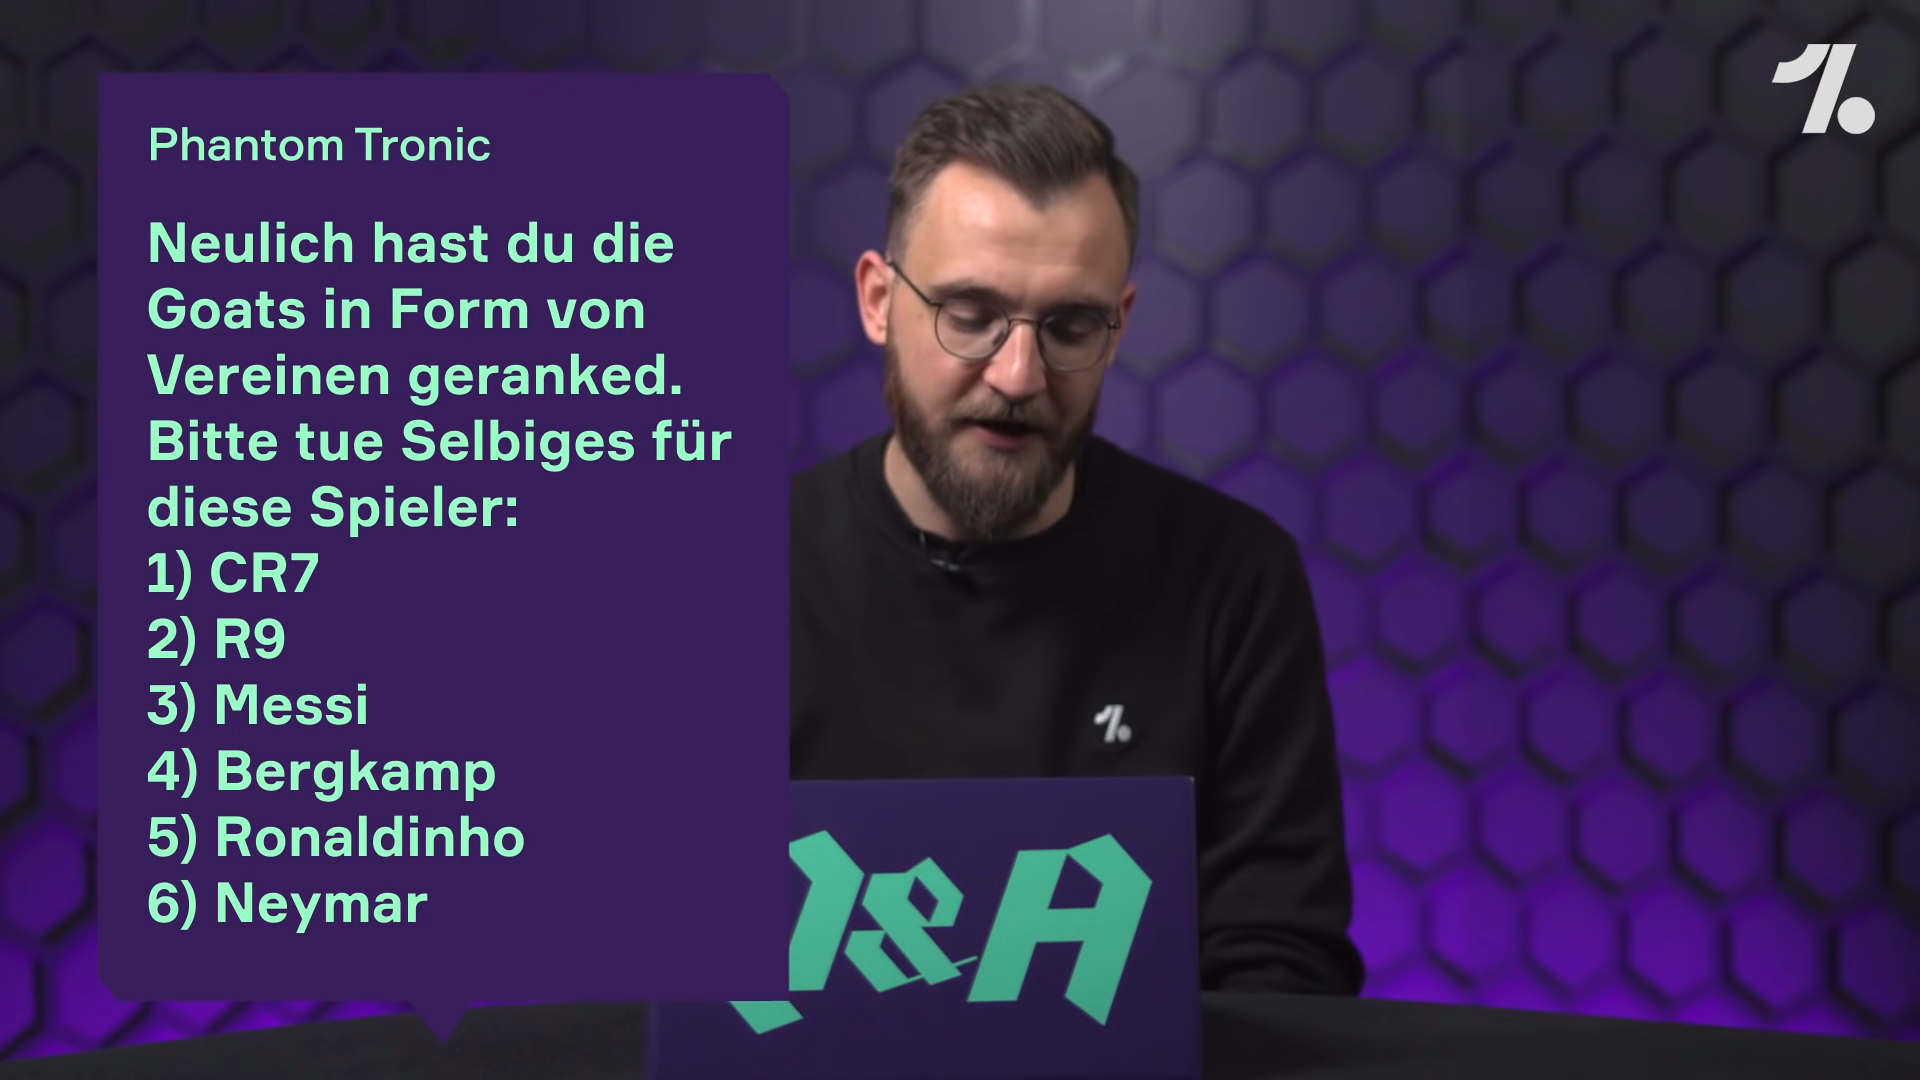 Phantom Tronic
Neulich hast du die
Goats in Form von
Vereinen geranked.
Bitte tue Selbiges für
diese Spieler:
1) CR7
2) R9
3) Messi
4) Bergkamp
5) Ronaldinho
6) Neymar
&A